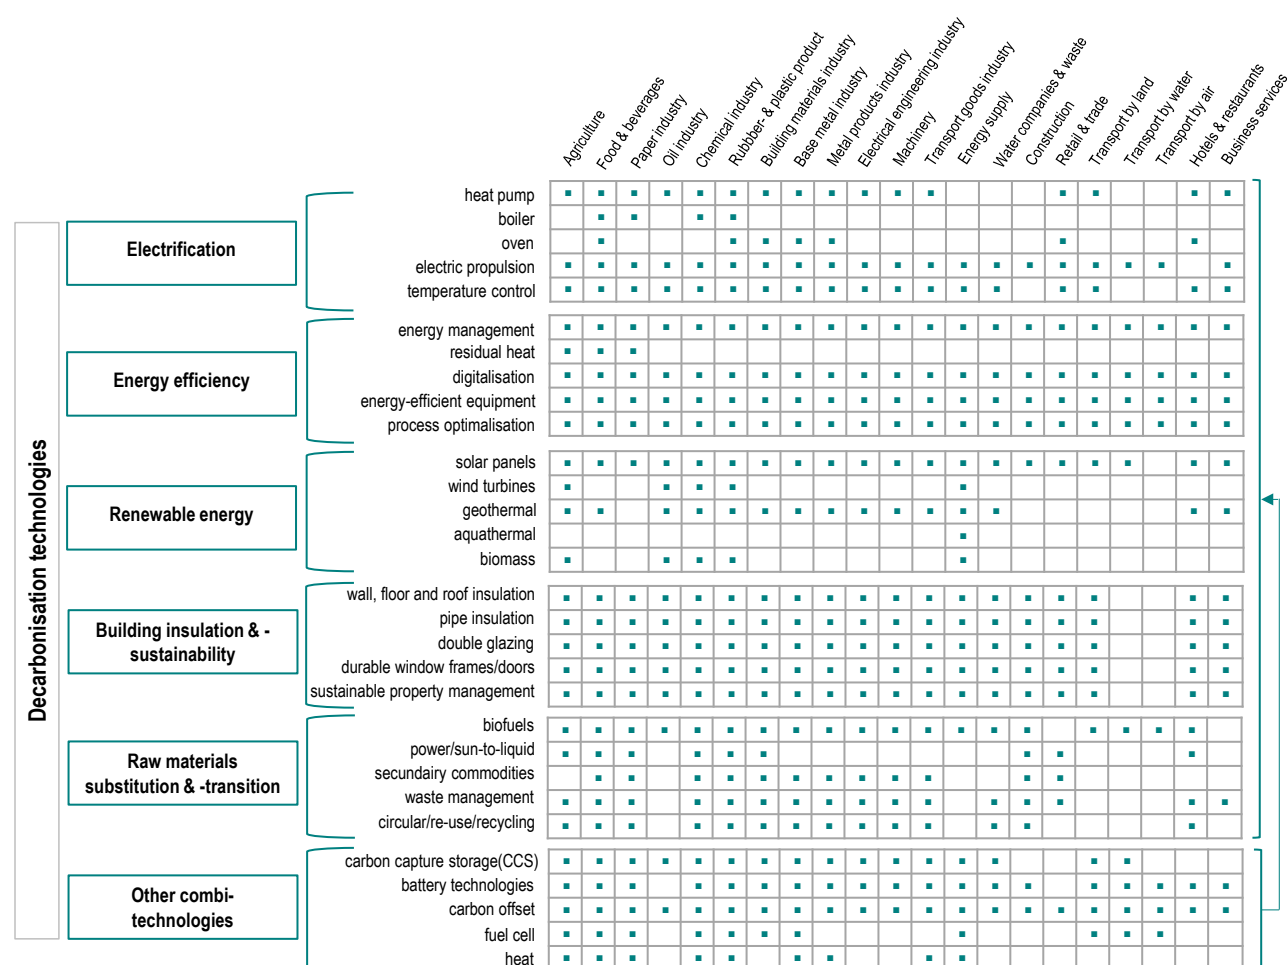 Agriculture
Food & beverages
Paper industry
Oil industry
Chemical industry
Rubbber- & plastic product
Building materials industry
Base metal industry
Metal products industry
Electrical engineering industry
Machinery
Transport goods industry
Energy supply
Water companies & waste
Construction
Retail & trade
Transport by land
Transport by water
Transport by air
Hotels & restaurants
Business services
Decarbonisation technologies
Electrification
heat pump
boiler
oven
electric propulsion
temperature control
Energy efficiency
energy management
residual heat
digitalisation
energy-efficient equipment
process optimalisation
Renewable energy
solar panels
wind turbines
geothermal
aquathermal
biomass
Building insulation & -
sustainability
wall, floor and roof insulation
pipe insulation
double glazing
durable window frames/doors
sustainable property management
Raw materials
substitution & -transition
biofuels
power/sun-to-liquid
secundairy commodities
waste management
circular/re-use/recycling
Other combi-
technologies
carbon capture storage(CCS)
battery technologies
carbon offset
fuel cell
heat